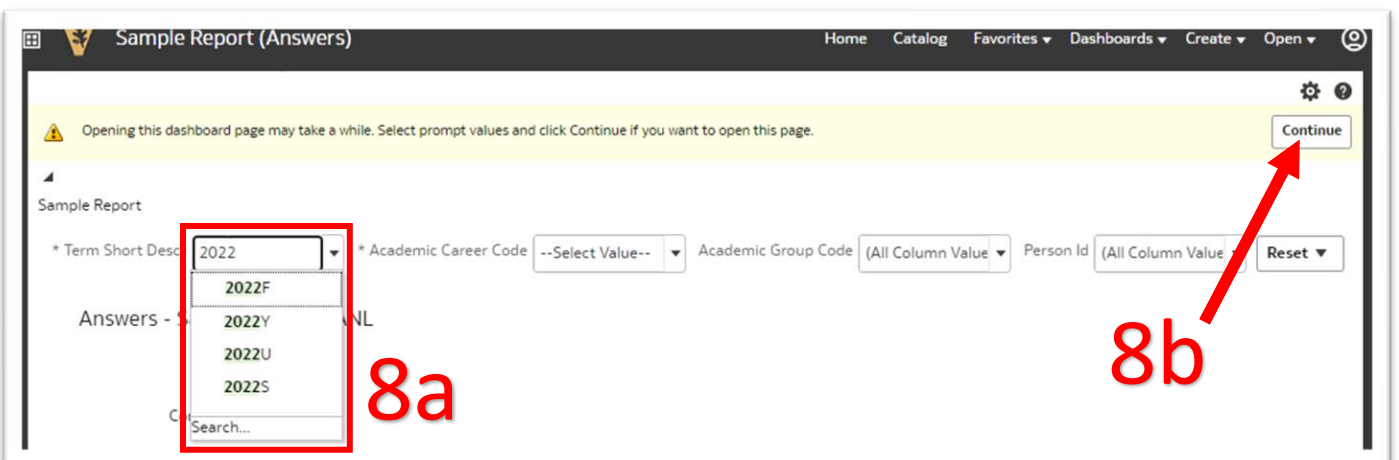 Sample Report (Answers) Home Catalog Favorites Dashboards Create Open
Opening this dashboard page may take a while. Select prompt values and click Continue if you want to open this page. Continue
Sample Report
* Term Short Desc 2022 * Academic Career Code --Select Value-- Academic Group Code (All Column Value Person Id (All Column Value Reset
2022F
Answers - S NL
2022Y
2022U
2022S
Co
Search...
8a
8b